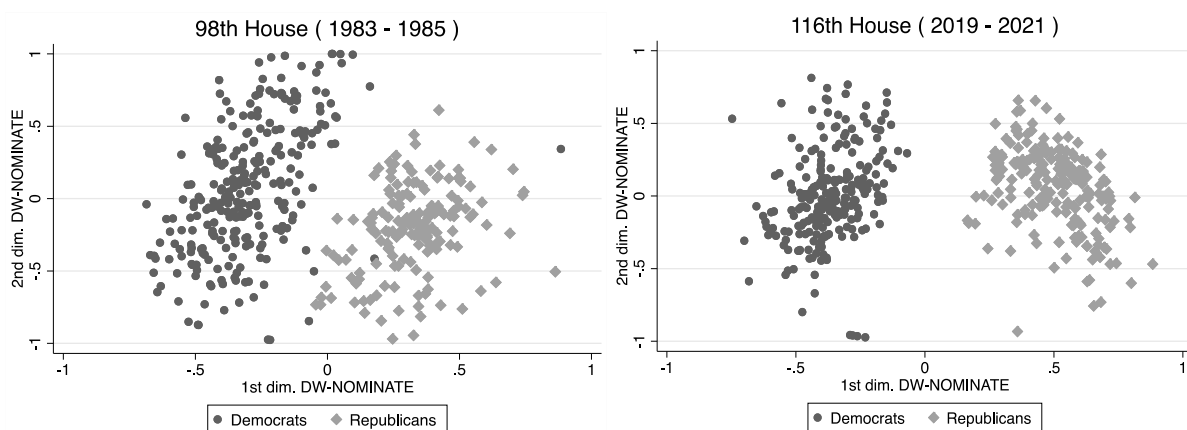 98th House ( 1983 - 1985 )
2nd dim. DW-NOMINATE
1
.5
0
-.5
-1
-1
-.5
0
.5
1
1st dim. DW-NOMINATE
Democrats
Republicans
116th House ( 2019 - 2021 )
2nd dim. DW-NOMINATE
1
.5
0
-.5
-1
-1
-.5
0
.5
1
1st dim. DW-NOMINATE
Democrats
Republicans